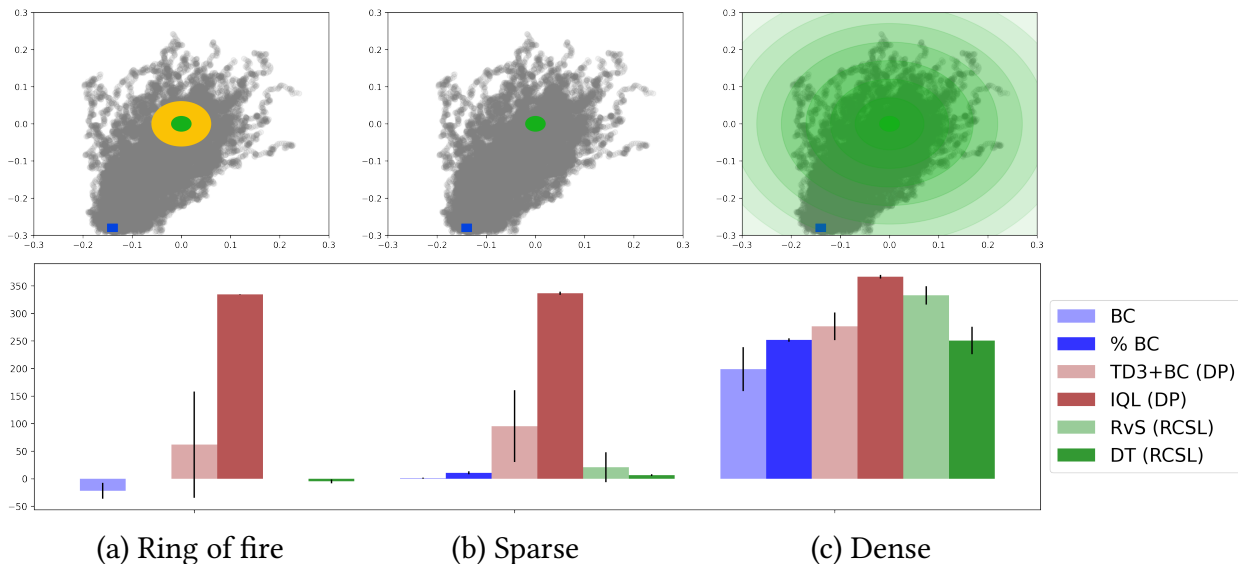 0.3
0.2
0.1
0.0
−0.1
−0.2
−0.3
−0.3 −0.2 −0.1 0.0 0.1 0.2 0.3
0.3
0.2
0.1
0.0
−0.1
−0.2
−0.3
−0.3 −0.2 −0.1 0.0 0.1 0.2 0.3
0.3
0.2
0.1
0.0
−0.1
−0.2
−0.3
−0.3 −0.2 −0.1 0.0 0.1 0.2 0.3
350
300
250
200
150
100
50
0
−50
BC
% BC
TD3+BC (DP)
IQL (DP)
RvS (RCSL)
DT (RCSL)
(a) Ring of fire
(b) Sparse
(c) Dense